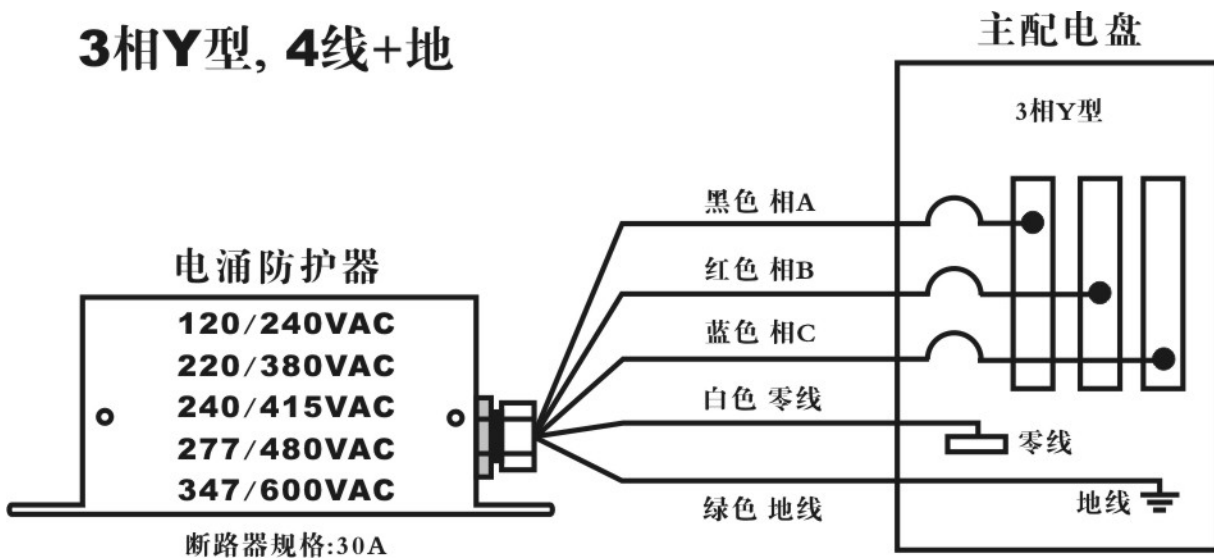 3相Y型, 4线+地
主配电盘
3相Y型
黑色 相A
红色 相B
蓝色 相C
白色 零线
零线
绿色 地线
地线
电涌防护器
120/240VAC
220/380VAC
240/415VAC
277/480VAC
347/600VAC
断路器规格:30A